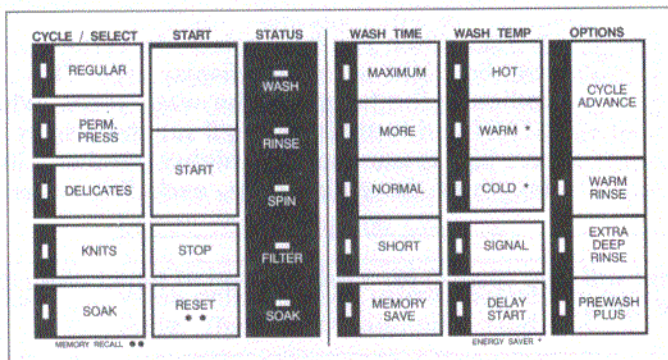 CYCLE / SELECT
REGULAR
PERM.
PRESS
DELICATES
KNITS
SOAK
MEMORY RECALL ●●
START
START
STOP
RESET
●●
STATUS
WASH
RINSE
SPIN
FILTER
SOAK
WASH TIME
MAXIMUM
MORE
NORMAL
SHORT
MEMORY
SAVE
WASH TEMP
HOT
WARM *
COLD *
SIGNAL
DELAY
START
ENERGY SAVER *
OPTIONS
CYCLE
ADVANCE
WARM
RINSE
EXTRA
DEEP
RINSE
PREWASH
PLUS